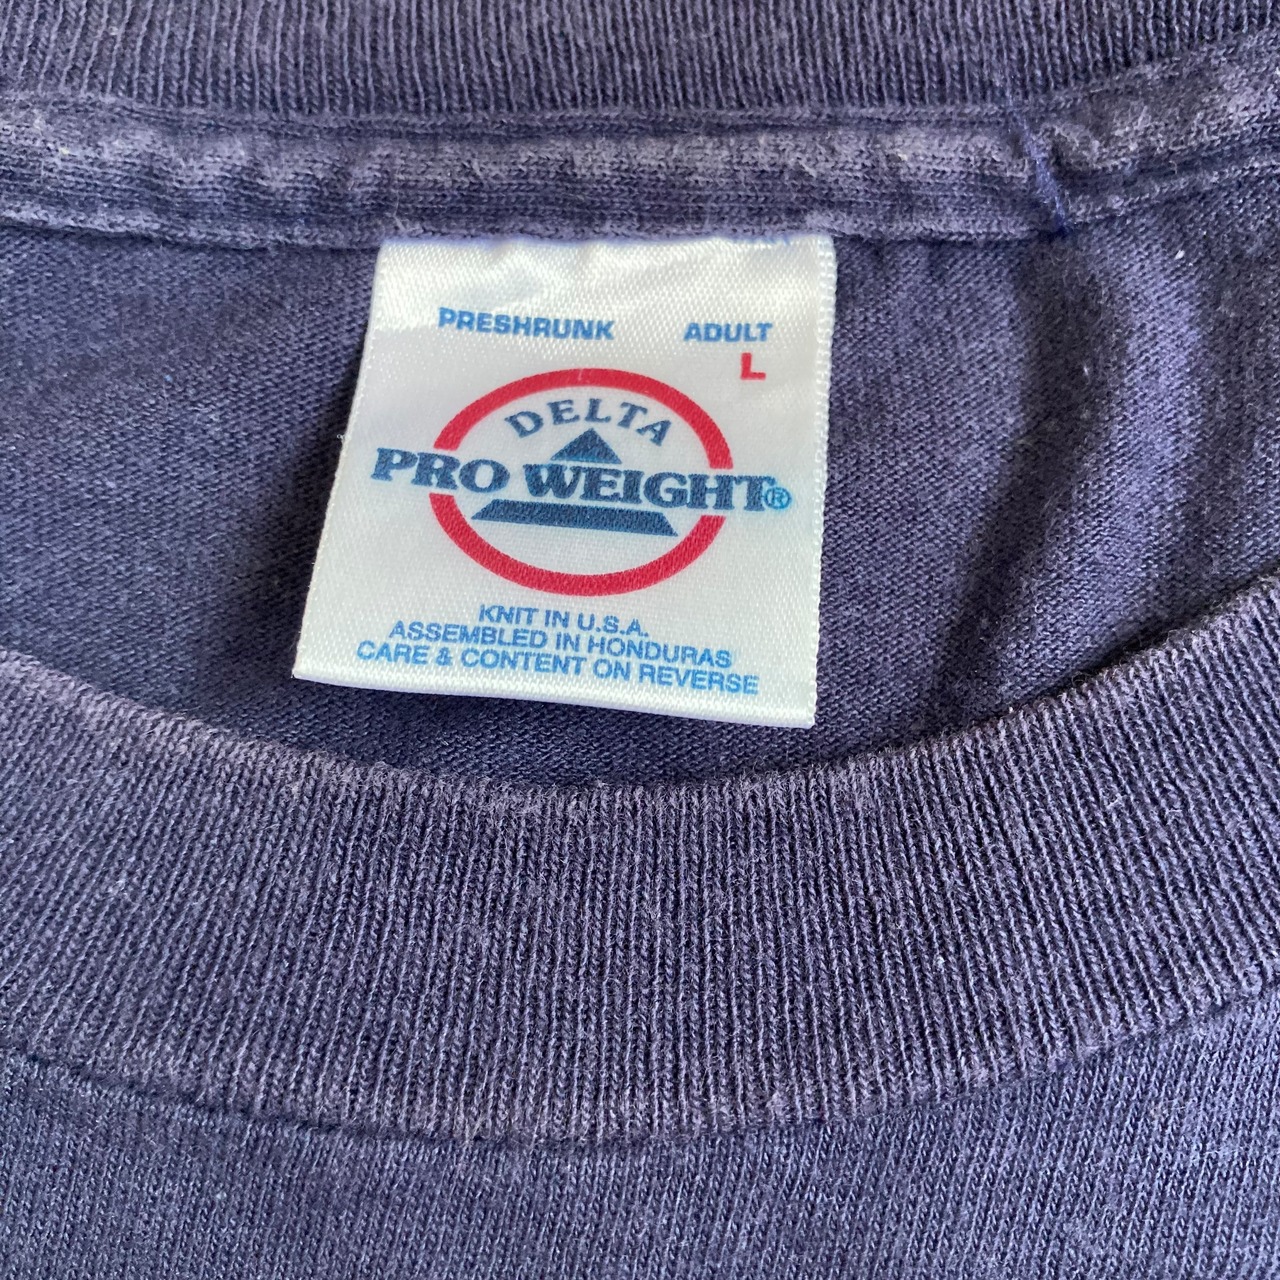 PRESHRUNK ADULT
L
DELTA
PRO WEIGHT®
KNIT IN U.S.A.
ASSEMBLED IN HONDURAS
CARE & CONTENT ON REVERSE